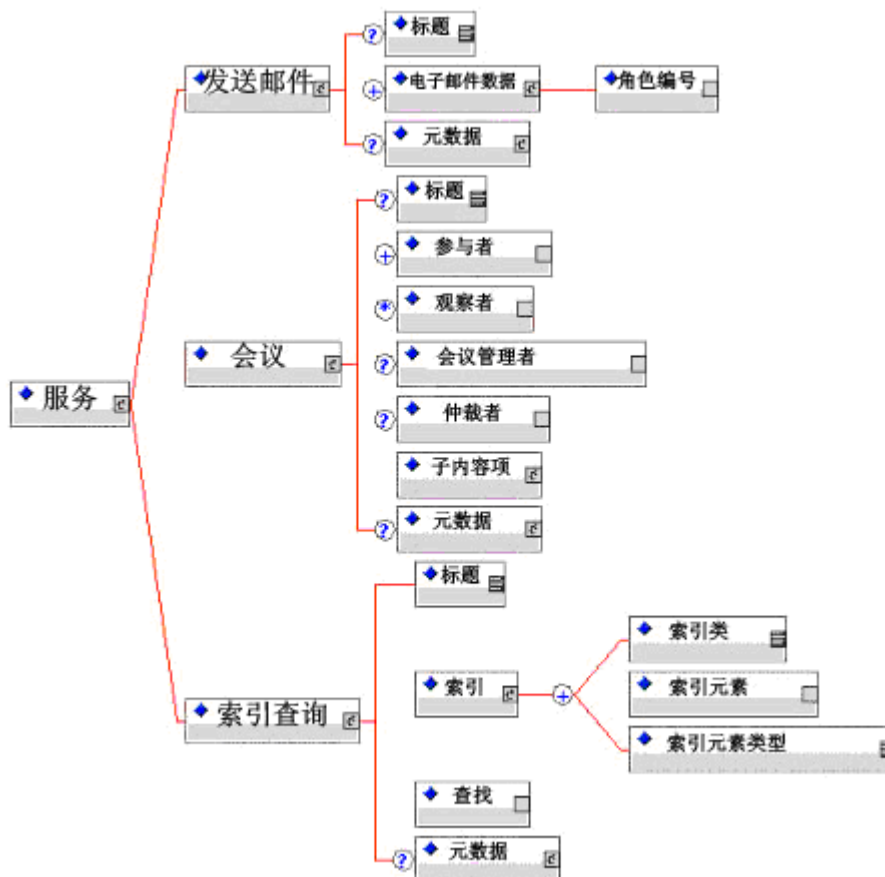 标题
发送邮件
电子邮件数据
角色编号
元数据
标题
参与者
观察者
会议
会议管理者
服务
仲裁者
子内容项
元数据
标题
索引类
索引
索引元素
索引查询
索引元素类型
查找
元数据